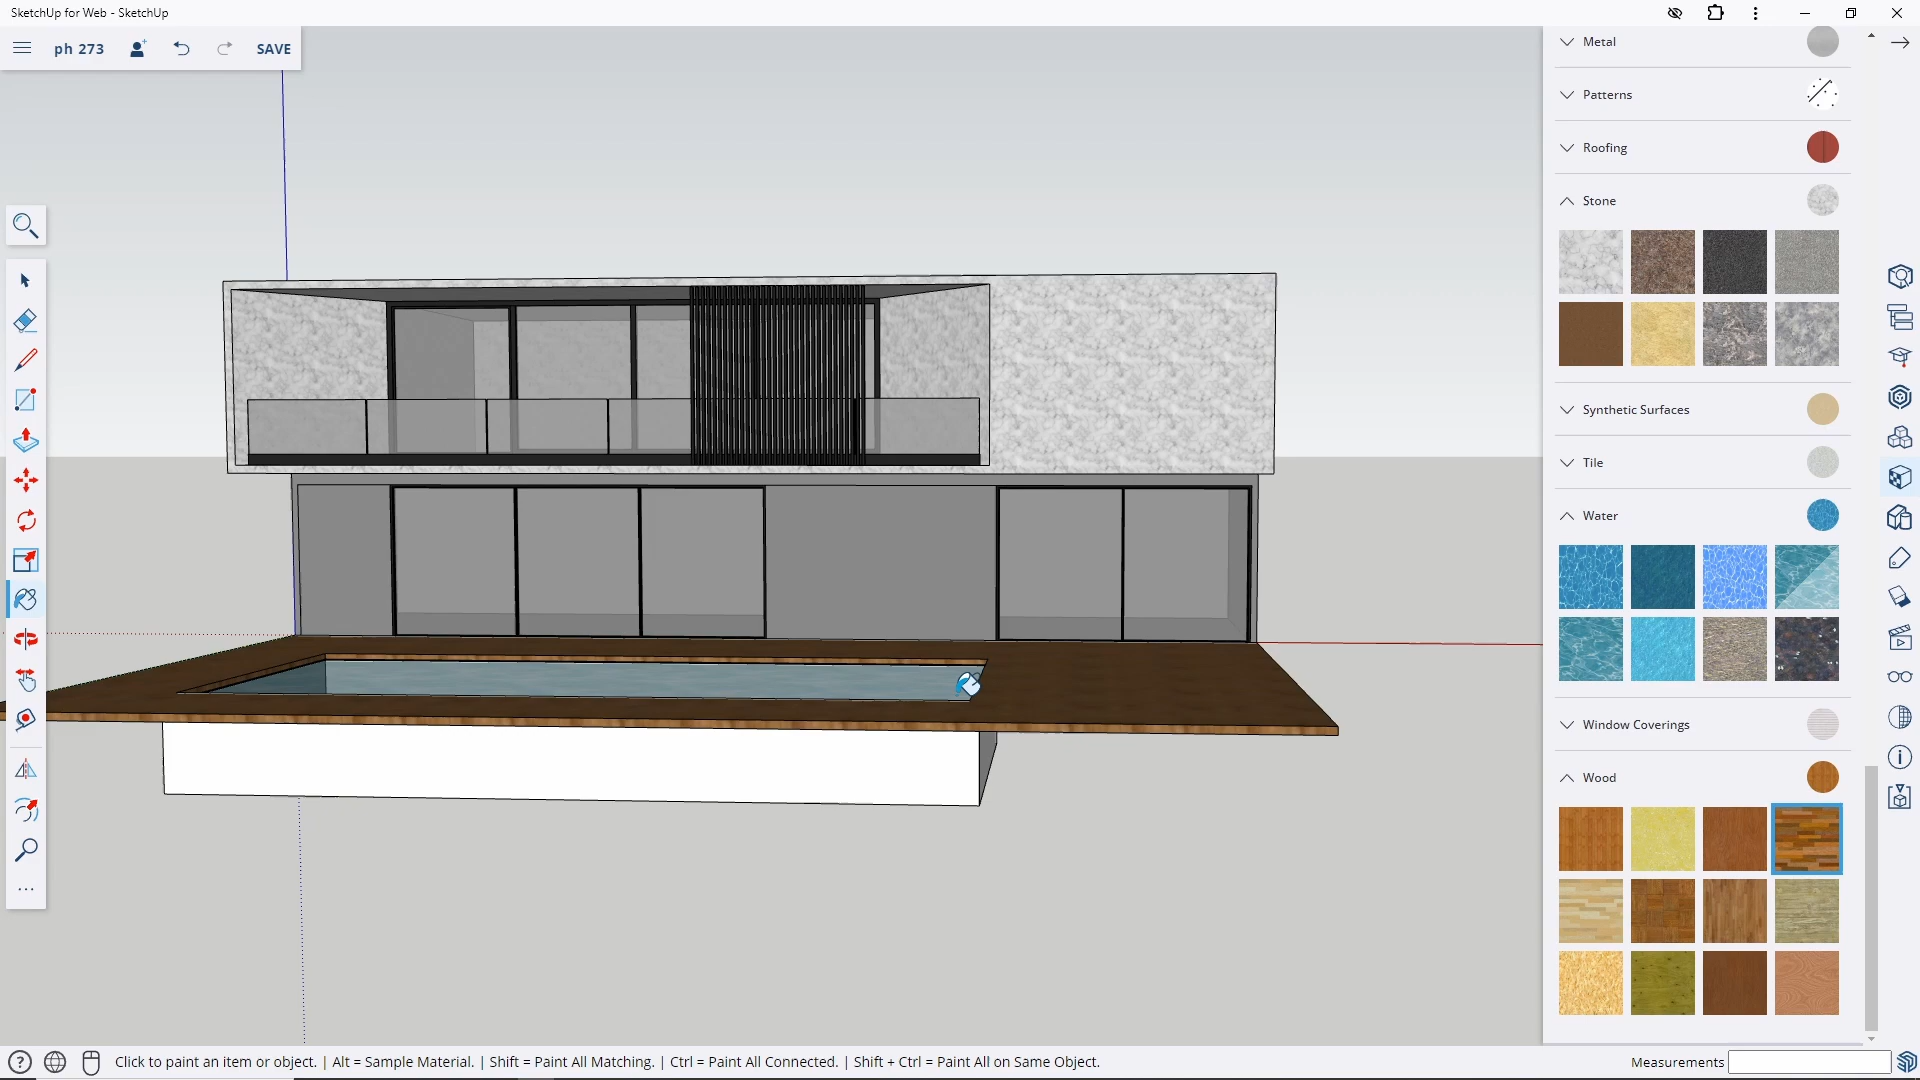 SketchUp for Web - SketchUp
ph 273
SAVE
Metal
Patterns
Roofing
Stone
Synthetic Surfaces
Tile
Water
Window Coverings
Wood
Click to paint an item or object. | Alt = Sample Material. | Shift = Paint All Matching. | Ctrl = Paint All Connected. | Shift + Ctrl = Paint All on Same Object.
Measurements